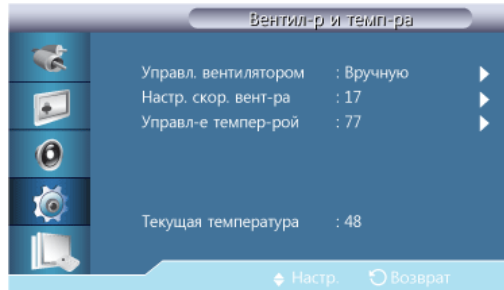 Вентил-р и темп-ра
Управл. вентилятором : Вручную
Настр. скор. вент-ра : 17
Управл-е темпер-рой : 77
Текущая температура : 48
Настр. Возврат